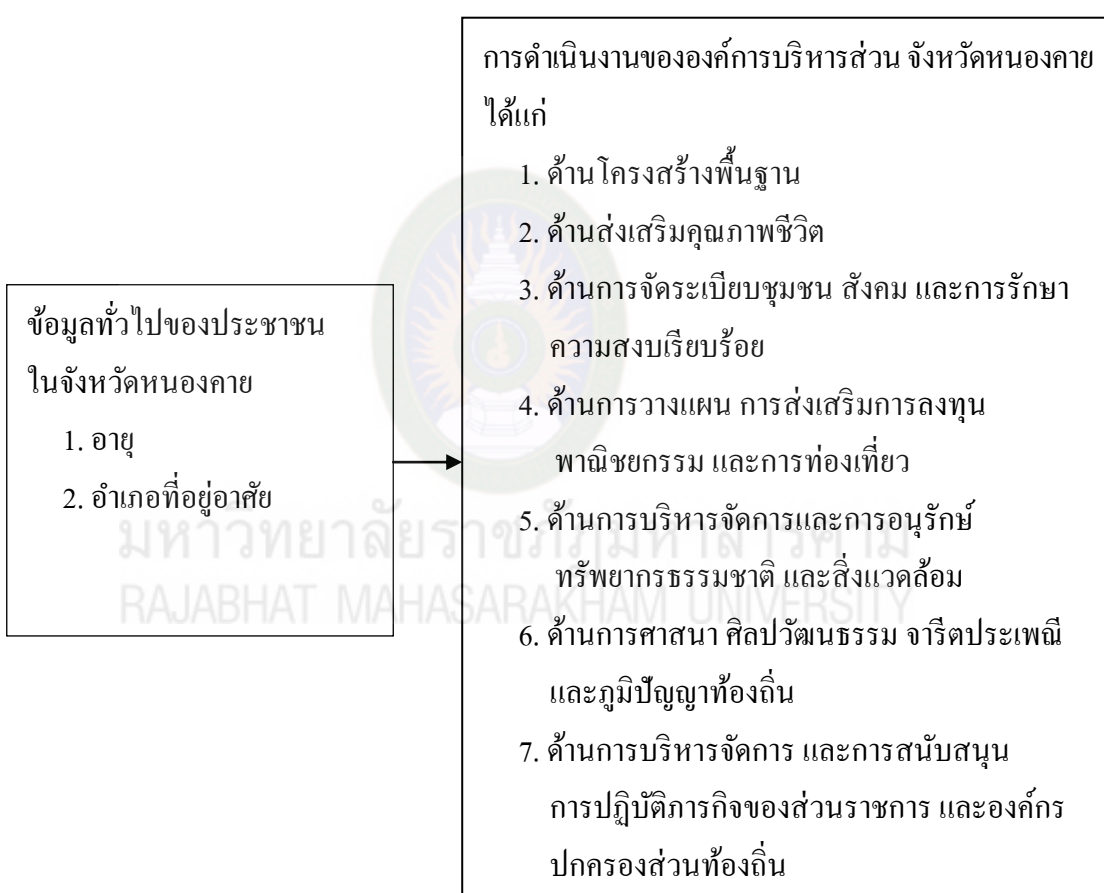 ข้อมูลทั่วไปของประชาชน
ในจังหวัดหนองคาย
1. อายุ
2. อำเภอที่อยู่อาศัย
การดำเนินงานขององค์การบริหารส่วน จังหวัดหนองคาย
ได้แก่
1. ด้านโครงสร้างพื้นฐาน
2. ด้านส่งเสริมคุณภาพชีวิต
3. ด้านการจัดระเบียบชุมชน สังคม และการรักษา
ความสงบเรียบร้อย
4. ด้านการวางแผน การส่งเสริมการลงทุน
พาณิชยกรรม และการท่องเที่ยว
5. ด้านการบริหารจัดการและการอนุรักษ์
ทรัพยากรธรรมชาติ และสิ่งแวดล้อม
6. ด้านการศาสนา ศิลปวัฒนธรรม จารีตประเพณี
และภูมิปัญญาท้องถิ่น
7. ด้านการบริหารจัดการ และการสนับสนุน
การปฏิบัติภารกิจของส่วนราชการ และองค์กร
ปกครองส่วนท้องถิ่น
มหาวิทยาลัยราชภัฏมหาสารคาม
RAJABHAT MAHASARAKHAM UNIVERSITY